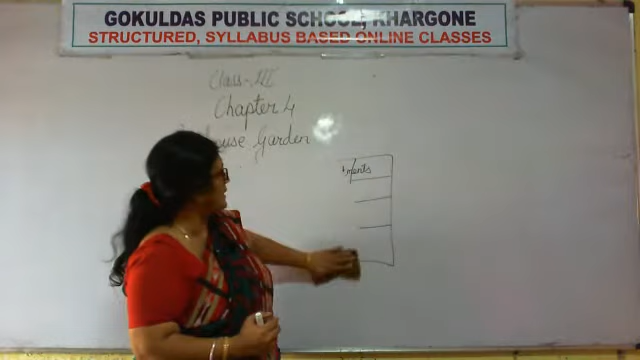 GOKULDAS PUBLIC SCHOOL, KHARGONE
STRUCTURED, SYLLABUS BASED ONLINE CLASSES
Class-III
Chapter 4
Garden